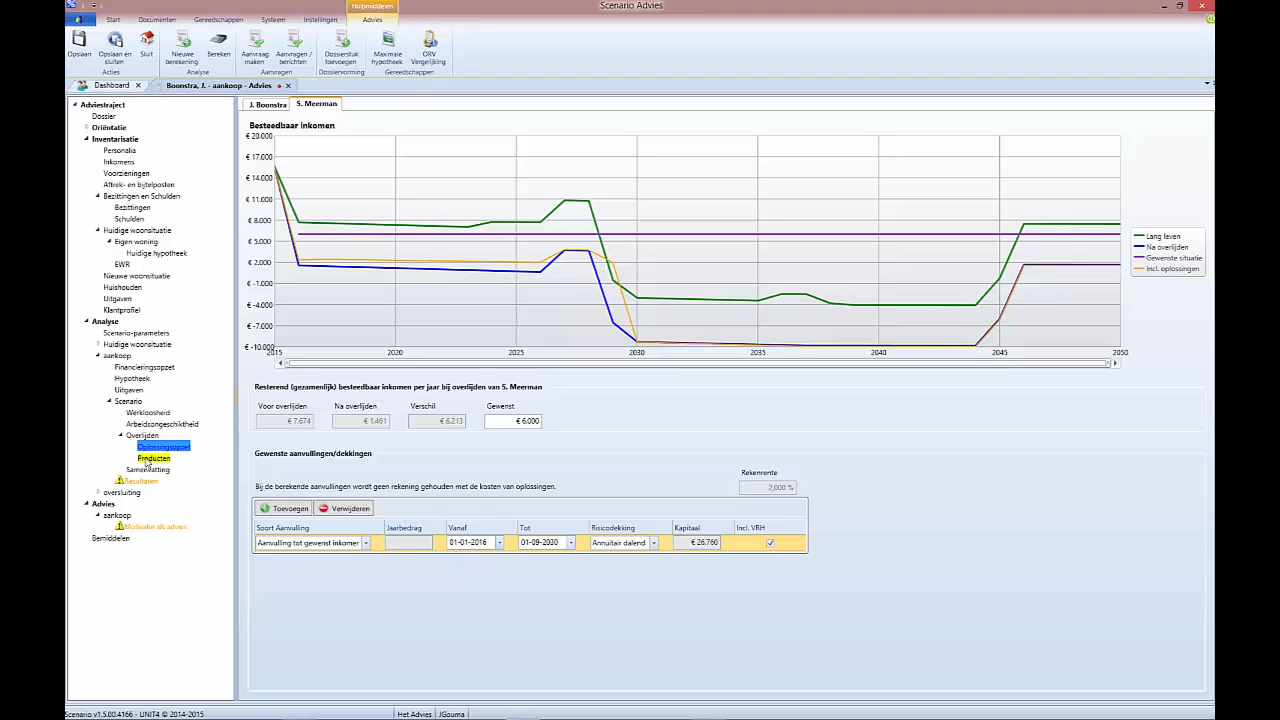 Hulpmiddelen
Scenario Advies
Start Documenten Gereedschappen Systeem Instellingen Advies
Opslaan
Opslaan en sluiten
Sluit
Nieuwe berekening
Bereken
Aanvraag maken
Aanvragen / berichten
Dossierstuk toevoegen
Maximale hypotheek
ORV Vergelijking
Acties Analyse Aanvragen Dossiervorming Gereedschappen
Dashboard Boonstra, J. - aankoop - Advies
Adviestraject
Dossier
Oriëntatie
Inventarisatie
Personalia
Inkomens
Voorzieningen
Aftrek- en bijtelposten
Bezittingen en Schulden
Bezittingen
Schulden
Huidige woonsituatie
Eigen woning
Huidige hypotheek
EWR
Nieuwe woonsituatie
Huishouden
Uitgaven
Klantprofiel
Analyse
Scenario-parameters
Huidige woonsituatie
aankoop
Financieringsopzet
Hypotheek
Uitgaven
Scenario
Werkloosheid
Arbeidsongeschiktheid
Overlijden
Oplossingsopzet
Producten
Samenvatting
Resultaten
oversluiting
Advies
aankoop
Motivatie als advies
Bemiddelen
J. Boonstra S. Meerman
Besteedbaar Inkomen
€ 20.000
€ 17.000
€ 14.000
€ 11.000
€ 8.000
€ 5.000
€ 2.000
€ -1.000
€ -4.000
€ -7.000
€ -10.000
2015 2020 2025 2030 2035 2040 2045 2050
Lang leven
Na overlijden
Gewenste situatie
Incl. oplossingen
Resterend (gezamenlijk) besteedbaar inkomen per jaar bij overlijden van S. Meerman
Voor overlijden Na overlijden Verschil Gewenst
€ 7.674 € 1.461 € 6.213 € 6.000
Gewenste aanvullingen/dekkingen
Rekenrente
Bij de berekende aanvullingen wordt geen rekening gehouden met de kosten van oplossingen. 2,000 %
Toevoegen Verwijderen
Soort Aanvulling Jaarbedrag Vanaf Tot Risicodekking Kapitaal Incl. VRH
Aanvulling tot gewenst inkomer 01-01-2016 01-09-2030 Annuïtair dalend € 26.760
Scenario v1.5.00.4166 - UNIT4 © 2014-2015 Het Advies JGouma